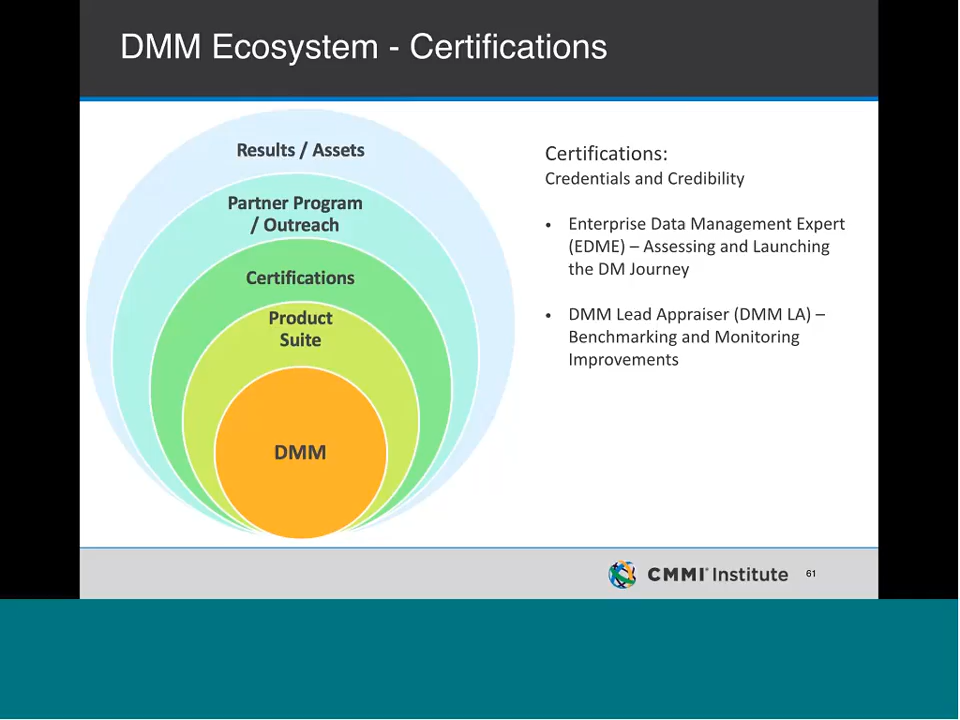 DMM Ecosystem - Certifications
Results / Assets
Partner Program
/ Outreach
Certifications
Product
Suite
DMM
Certifications:
Credentials and Credibility
• Enterprise Data Management Expert
(EDME) – Assessing and Launching
the DM Journey
• DMM Lead Appraiser (DMM LA) –
Benchmarking and Monitoring
Improvements
CMMI® Institute
61